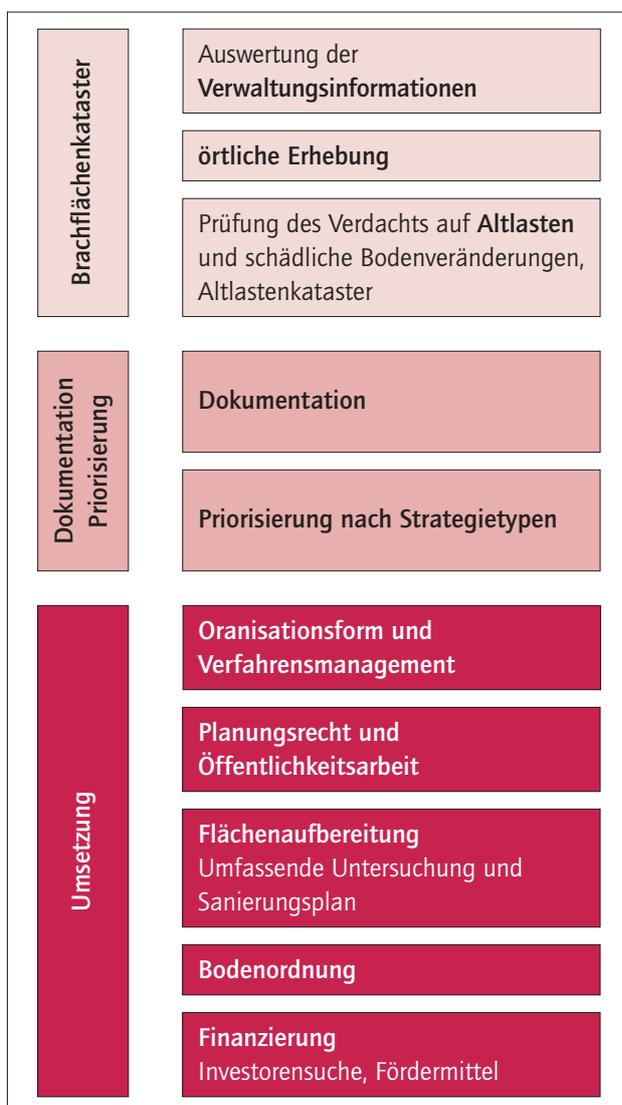 Brachflächenkataster
Auswertung der
Verwaltungsinformationen
örtliche Erhebung
Prüfung des Verdachts auf Altlasten
und schädliche Bodenveränderungen,
Altlastenkataster
Dokumentation
Priorisierung
Dokumentation
Priorisierung nach Strategietypen
Umsetzung
Oranisationsform und
Verfahrensmanagement
Planungsrecht und
Öffentlichkeitsarbeit
Flächenaufbereitung
Umfassende Untersuchung und
Sanierungsplan
Bodenordnung
Finanzierung
Investorensuche, Fördermittel